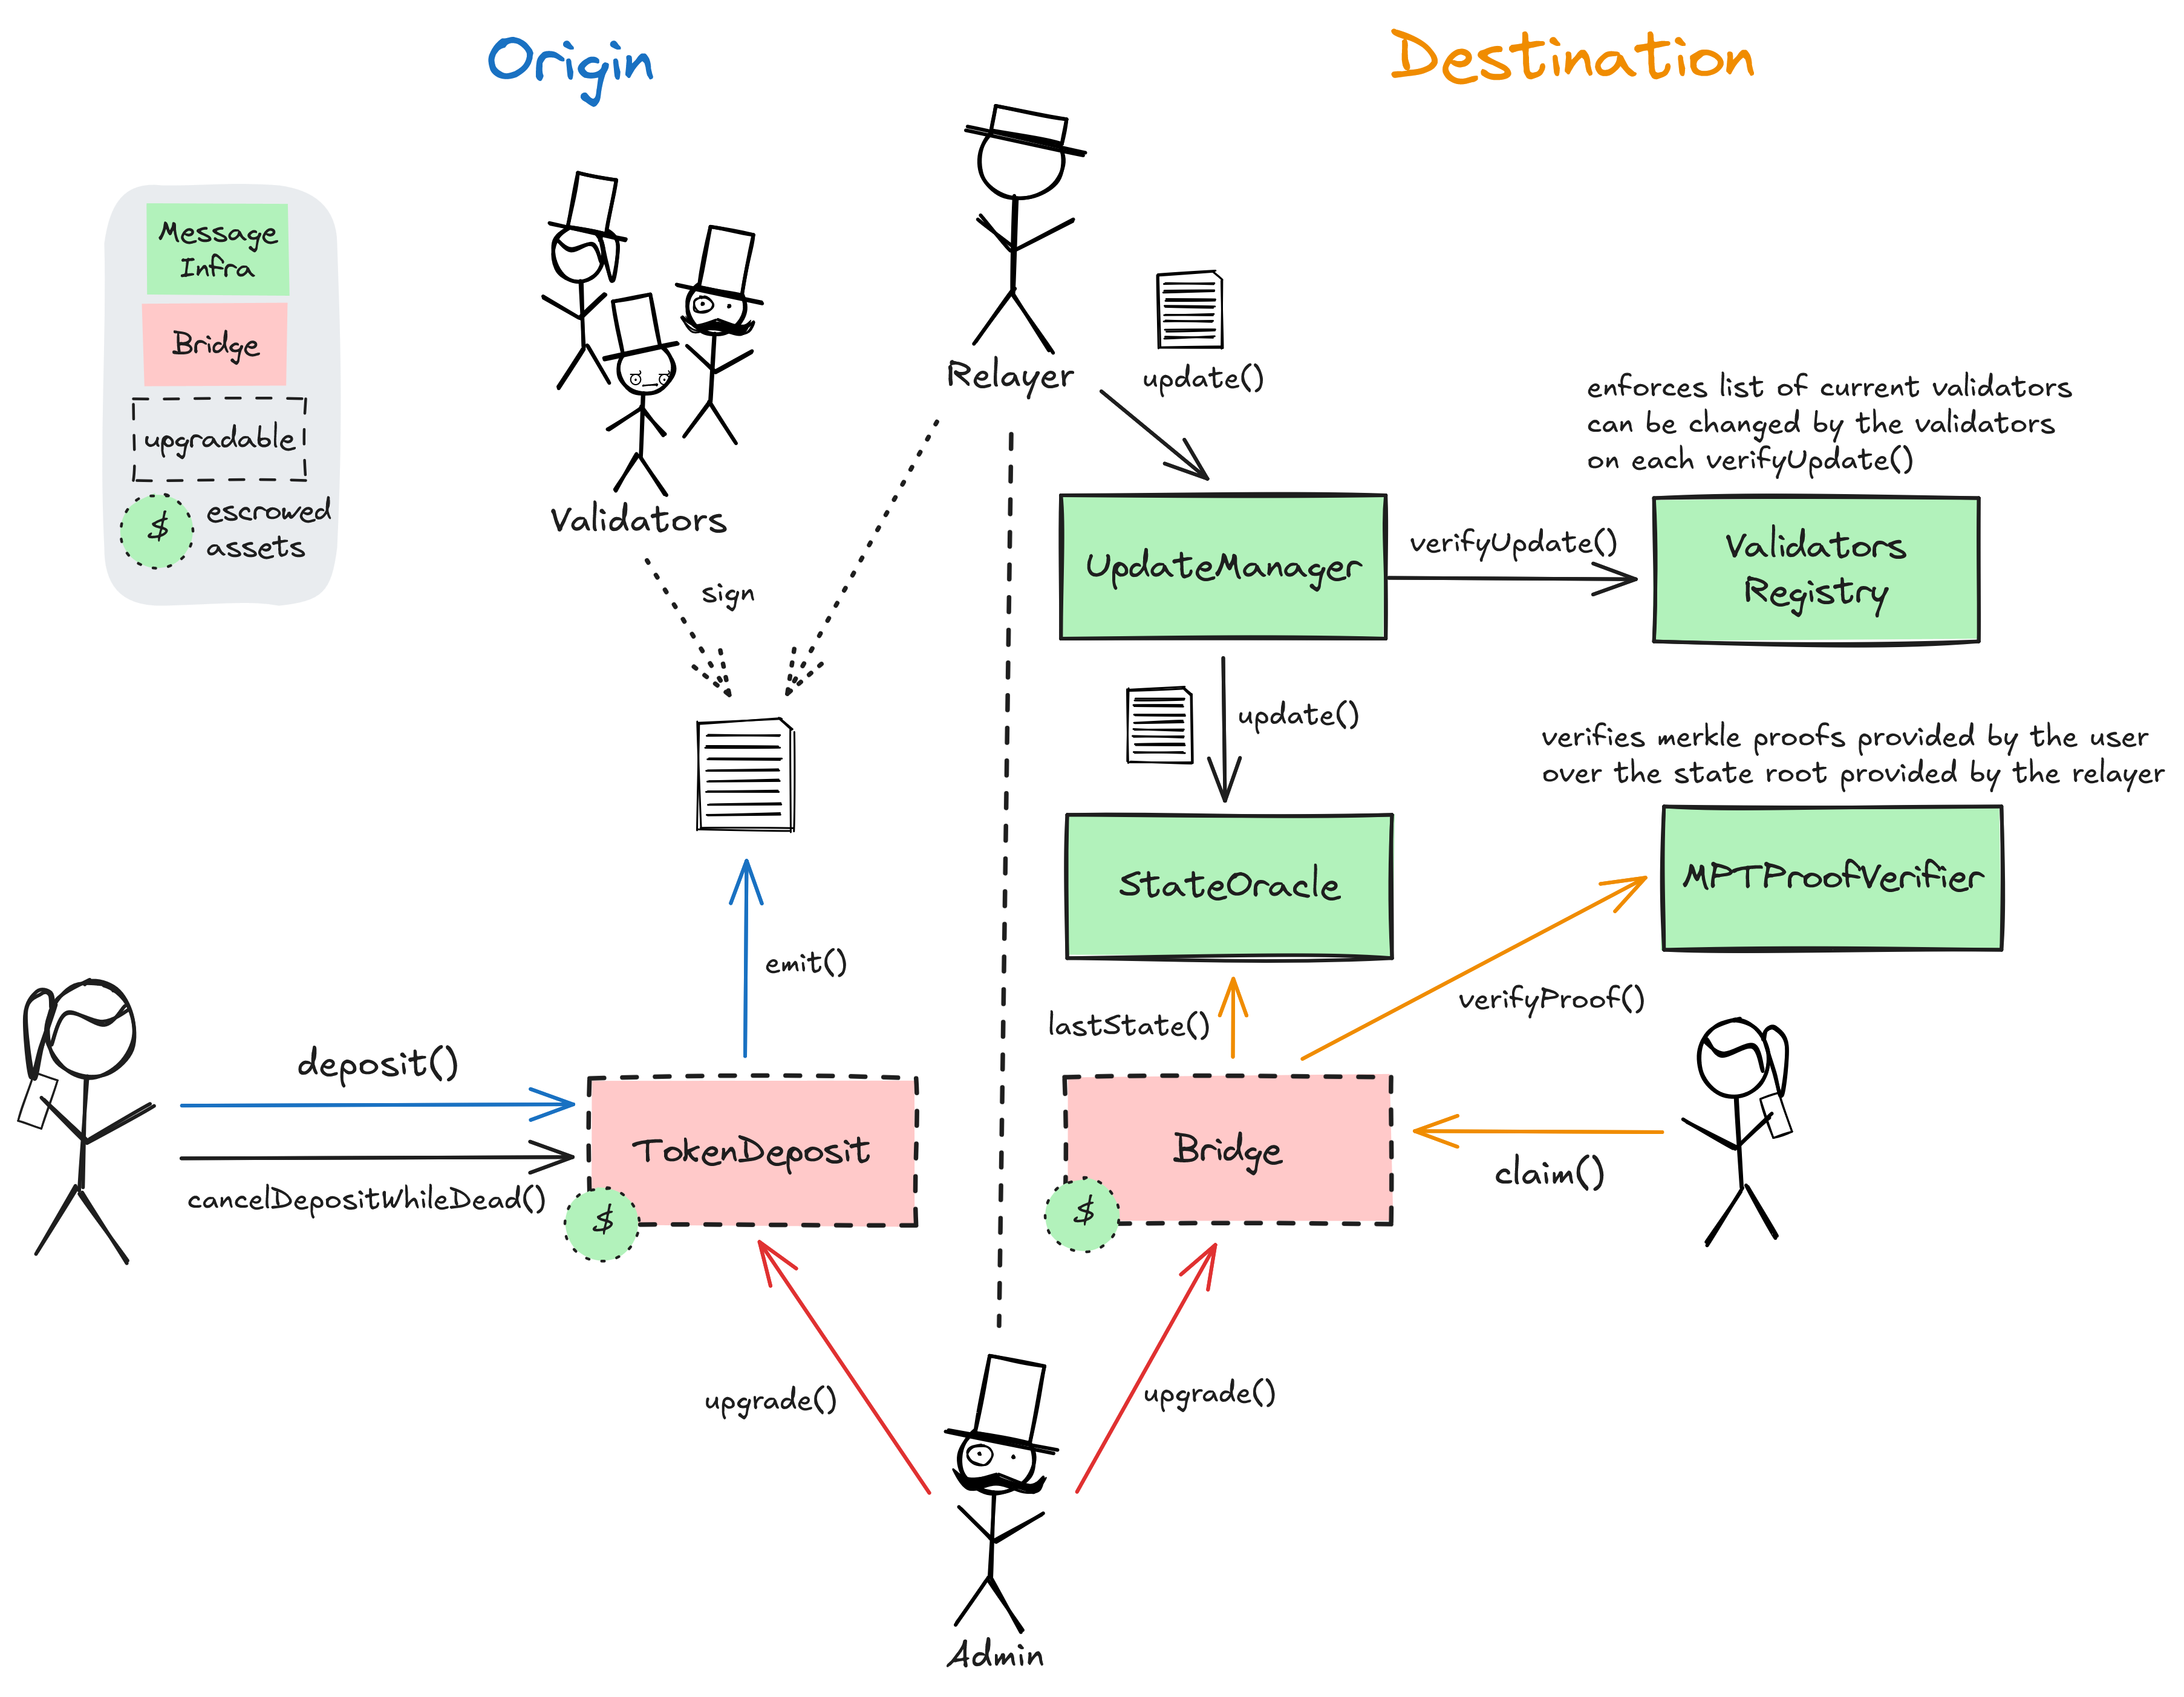 Origin
Destination
Message
Infra
Bridge
upgradable
$
escrowed
assets
Validators
sign
Relayer
update()
enforces list of current validators
can be changed by the validators
on each verifyUpdate()
UpdateManager
verifyUpdate()
Validators
Registry
update()
verifies merkle proofs provided by the user
over the state root provided by the relayer
StateOracle
MPTProofVerifier
emit()
lastState()
verifyProof()
deposit()
cancelDepositWhileDead()
TokenDeposit
$
Bridge
$
claim()
upgrade()
upgrade()
Admin